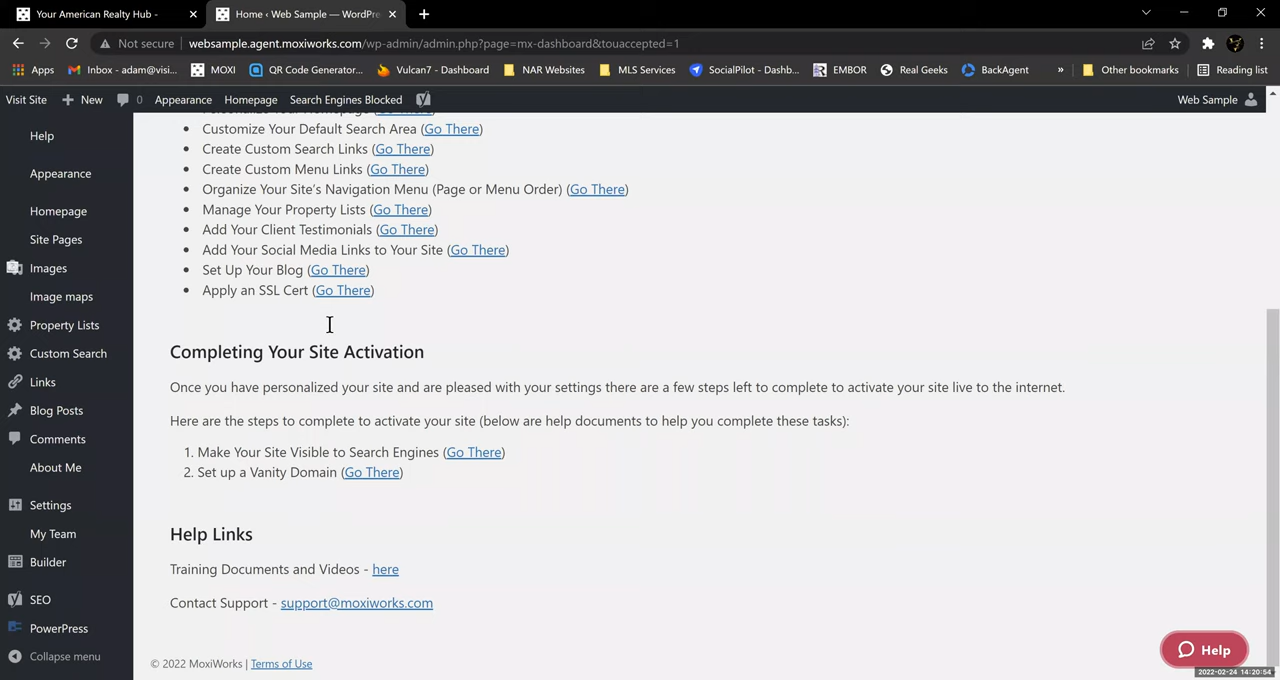 Your American Realty Hub -
Home ‹ Web Sample — WordPre
Not secure
websample.agent.moxiworks.com/wp-admin/admin.php?page=mx-dashboard&touaccepted=1
Apps
Inbox - adam@visi...
MOXI
QR Code Generator...
Vulcan7 - Dashboard
NAR Websites
MLS Services
SocialPilot - Dashb...
EMBOR
Real Geeks
BackAgent
»
Other bookmarks
Reading list
Visit Site
New
0
Appearance
Homepage
Search Engines Blocked
Web Sample
Help
Appearance
Homepage
Site Pages
Images
Image maps
Property Lists
Custom Search
Links
Blog Posts
Comments
About Me
Settings
My Team
Builder
SEO
PowerPress
Collapse menu
Personalize Your Homepage (Go There)
• Customize Your Default Search Area (Go There)
• Create Custom Search Links (Go There)
• Create Custom Menu Links (Go There)
• Organize Your Site's Navigation Menu (Page or Menu Order) (Go There)
• Manage Your Property Lists (Go There)
• Add Your Client Testimonials (Go There)
• Add Your Social Media Links to Your Site (Go There)
• Set Up Your Blog (Go There)
• Apply an SSL Cert (Go There)
Completing Your Site Activation
Once you have personalized your site and are pleased with your settings there are a few steps left to complete to activate your site live to the internet.
Here are the steps to complete to activate your site (below are help documents to help you complete these tasks):
1. Make Your Site Visible to Search Engines (Go There)
2. Set up a Vanity Domain (Go There)
Help Links
Training Documents and Videos - here
Contact Support - support@moxiworks.com
© 2022 MoxiWorks | Terms of Use
Help
2022-02-24 14:20:54